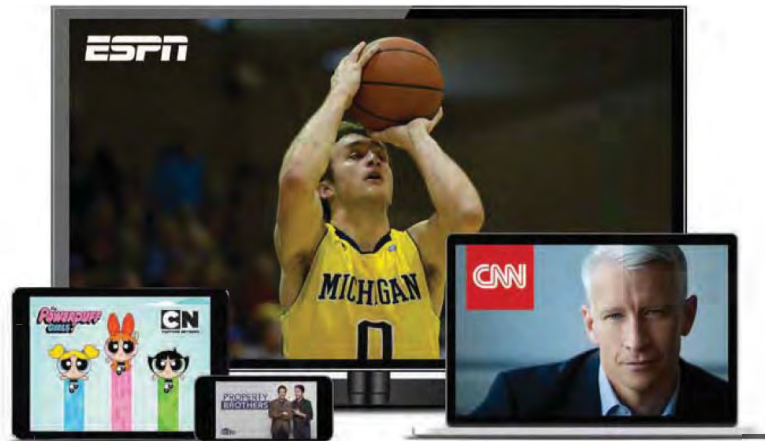 ESPN
MICHIGAN
0
CNN
The
POWERPUFF
GIRLS
CN
CARTOON NETWORK
PROPERTY
BROTHERS